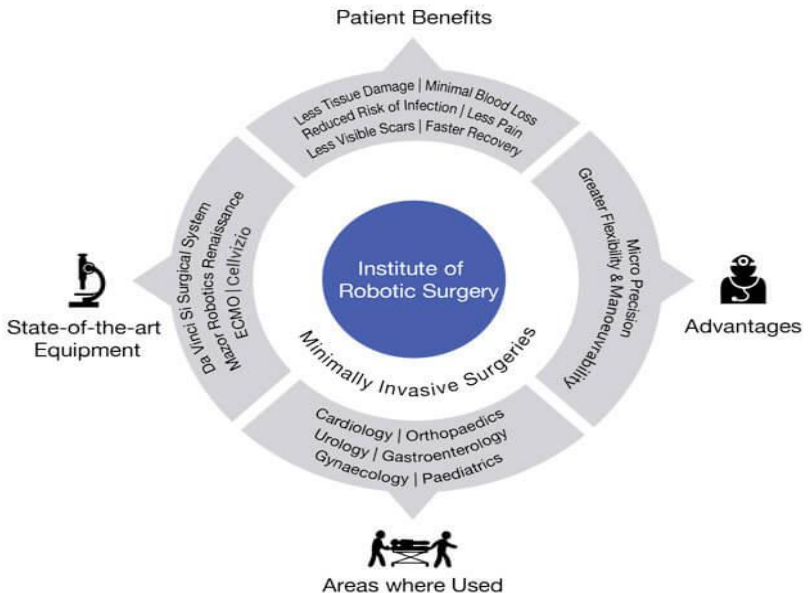 Patient Benefits
Less Tissue Damage | Minimal Blood Loss
Reduced Risk of Infection | Less Pain
Less Visible Scars | Faster Recovery
Micro Precision
Greater Flexibility & Manoeuvrability
Advantages
Da Vinci Si Surgical System
Mazor Robotics Renaissance
ECMO | Cellvizio
State-of-the-art
Equipment
Institute of
Robotic Surgery
Minimally Invasive Surgeries
Cardiology | Orthopaedics
Urology | Gastroenterology
Gynaecology | Paediatrics
Areas where Used